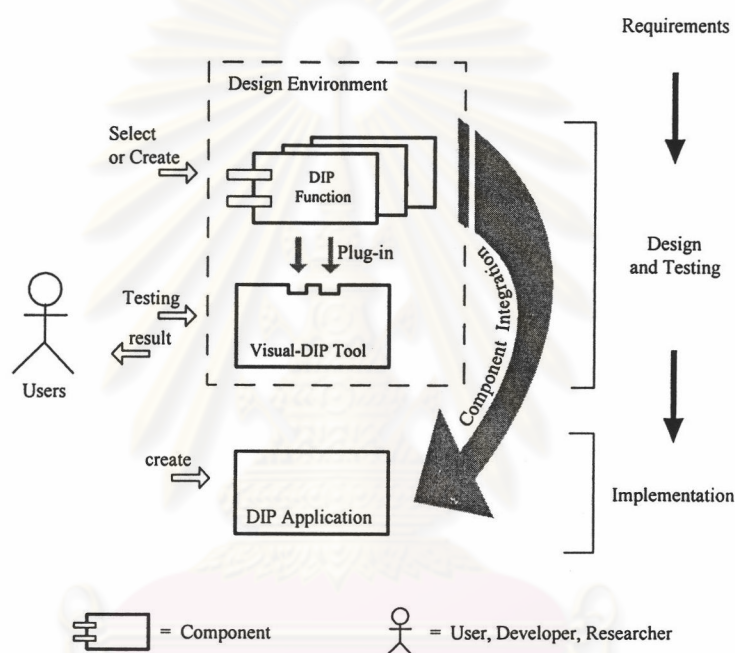 Requirements
Design Environment
Select
or Create
DIP
Function
Plug-in
Design
and Testing
Component Integration
Testing
result
Visual-DIP Tool
Users
create
DIP Application
Implementation
= Component
= User, Developer, Researcher